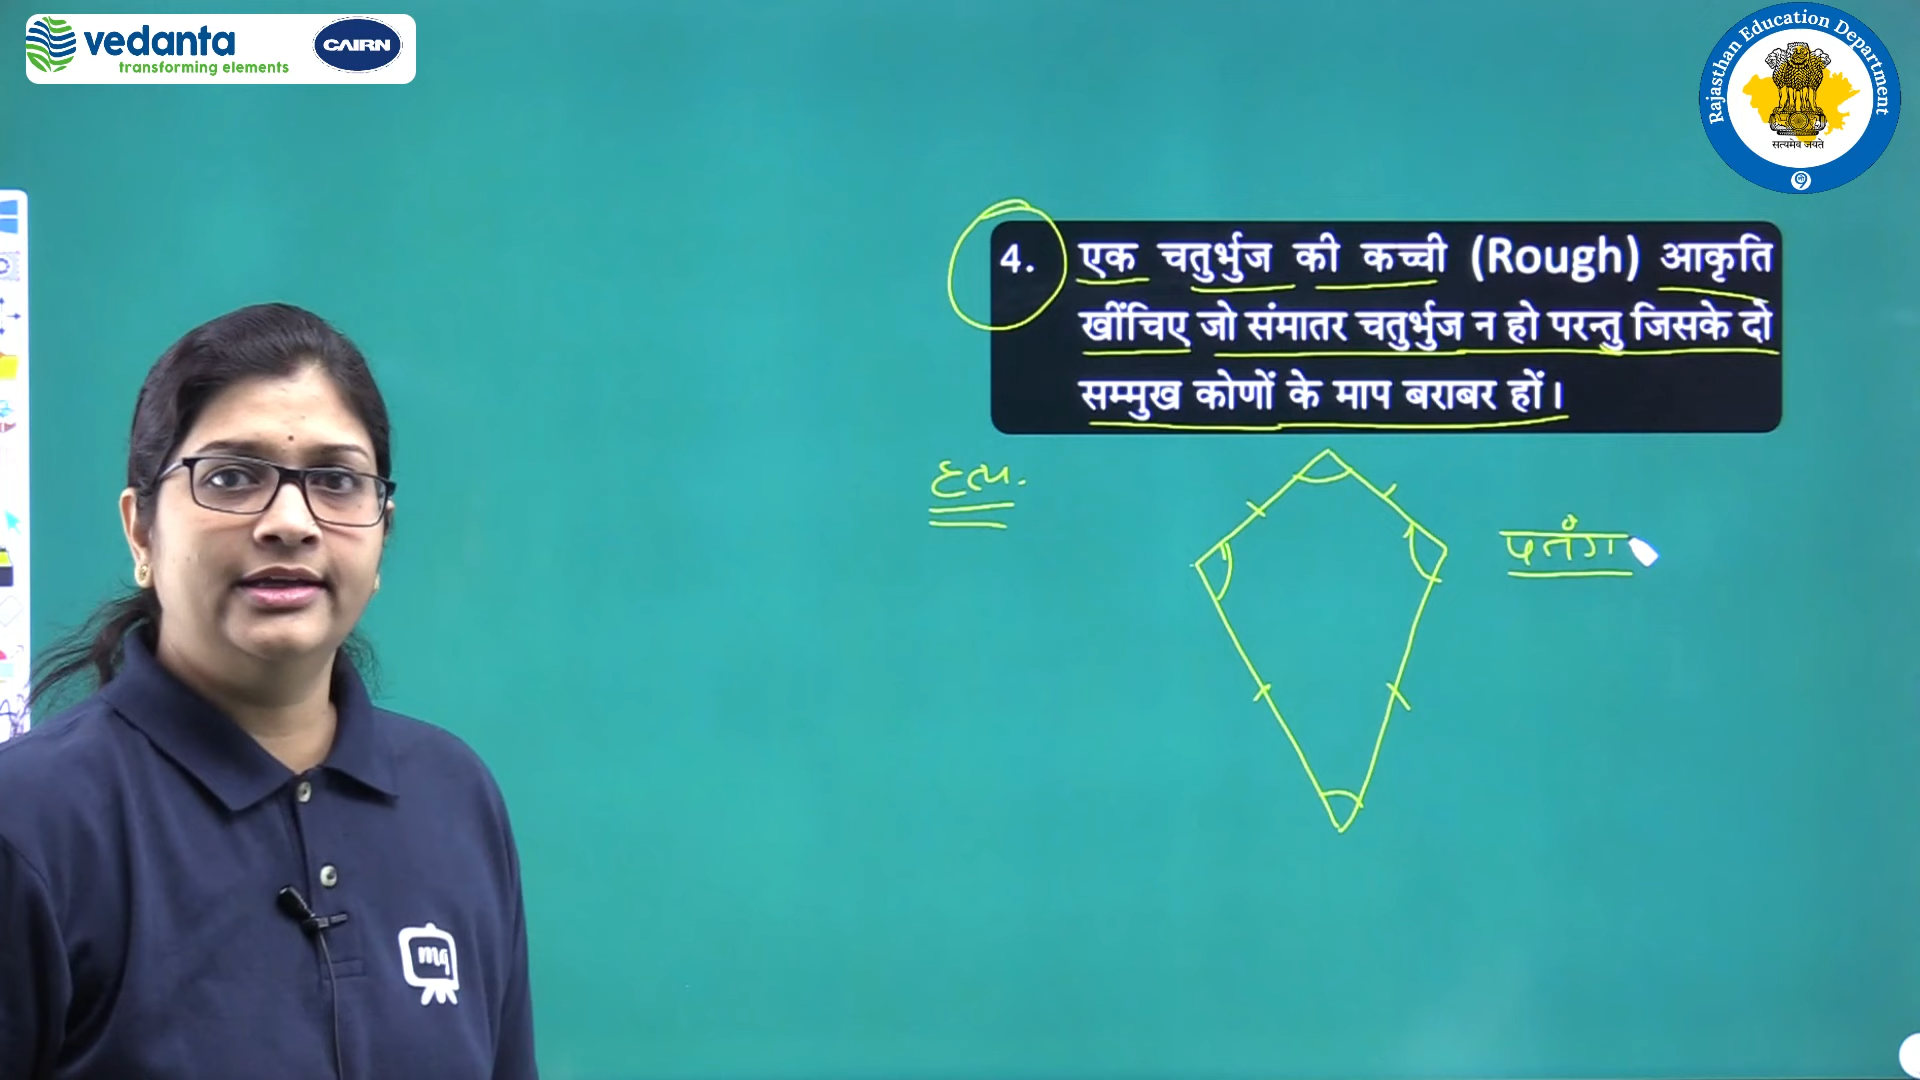 vedanta
transforming elements
CAIRN
Rajasthan Education Department
सत्यमेव जयते
4. एक चतुर्भुज की कच्ची (Rough) आकृति
खींचिए जो संमातर चतुर्भुज न हो परन्तु जिसके दो
सम्मुख कोणों के माप बराबर हों।
हल.
पतंग
mq